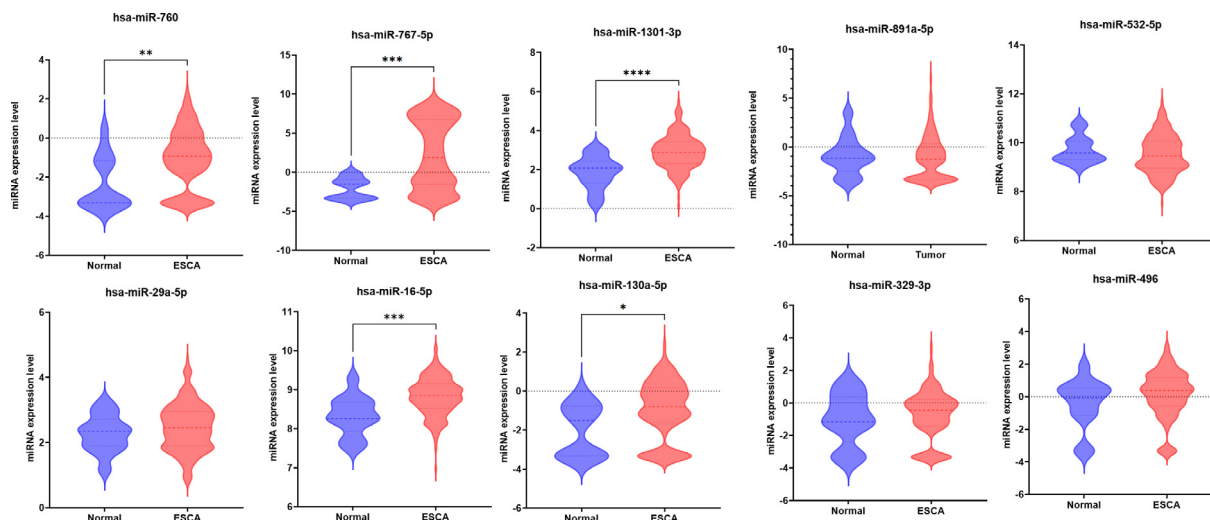 hsa-miR-760
**
miRNA expression level
4
2
0
-2
-4
-6
Normal ESCA
hsa-miR-767-5p
***
miRNA expression level
15
10
5
0
-5
-10
Normal ESCA
hsa-miR-1301-3p
****
miRNA expression level
8
6
4
2
0
-2
Normal ESCA
hsa-miR-891a-5p
miRNA expression level
10
5
0
-5
-10
Normal Tumor
hsa-miR-532-5p
miRNA expression level
14
12
10
8
6
Normal ESCA
hsa-miR-29a-5p
miRNA expression level
6
4
2
0
Normal ESCA
hsa-miR-16-5p
***
miRNA expression level
11
10
9
8
7
6
Normal ESCA
hsa-miR-130a-5p
*
miRNA expression level
4
2
0
-2
-4
-6
Normal ESCA
hsa-miR-329-3p
miRNA expression level
6
4
2
0
-2
-4
-6
Normal ESCA
hsa-miR-496
miRNA expression level
6
4
2
0
-2
-4
-6
Normal ESCA